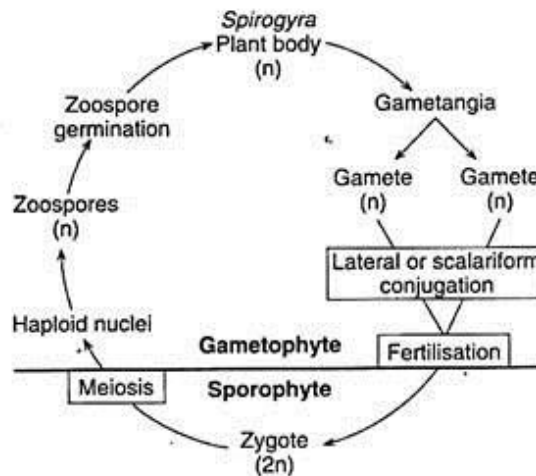 Spirogyra
Plant body
(n)
Gametangia
Gamete
(n)
Gamete
(n)
Lateral or scalariform
conjugation
Fertilisation
Gametophyte
Sporophyte
Zygote
(2n)
Meiosis
Haploid nuclei
Zoospores
(n)
Zoospore
germination